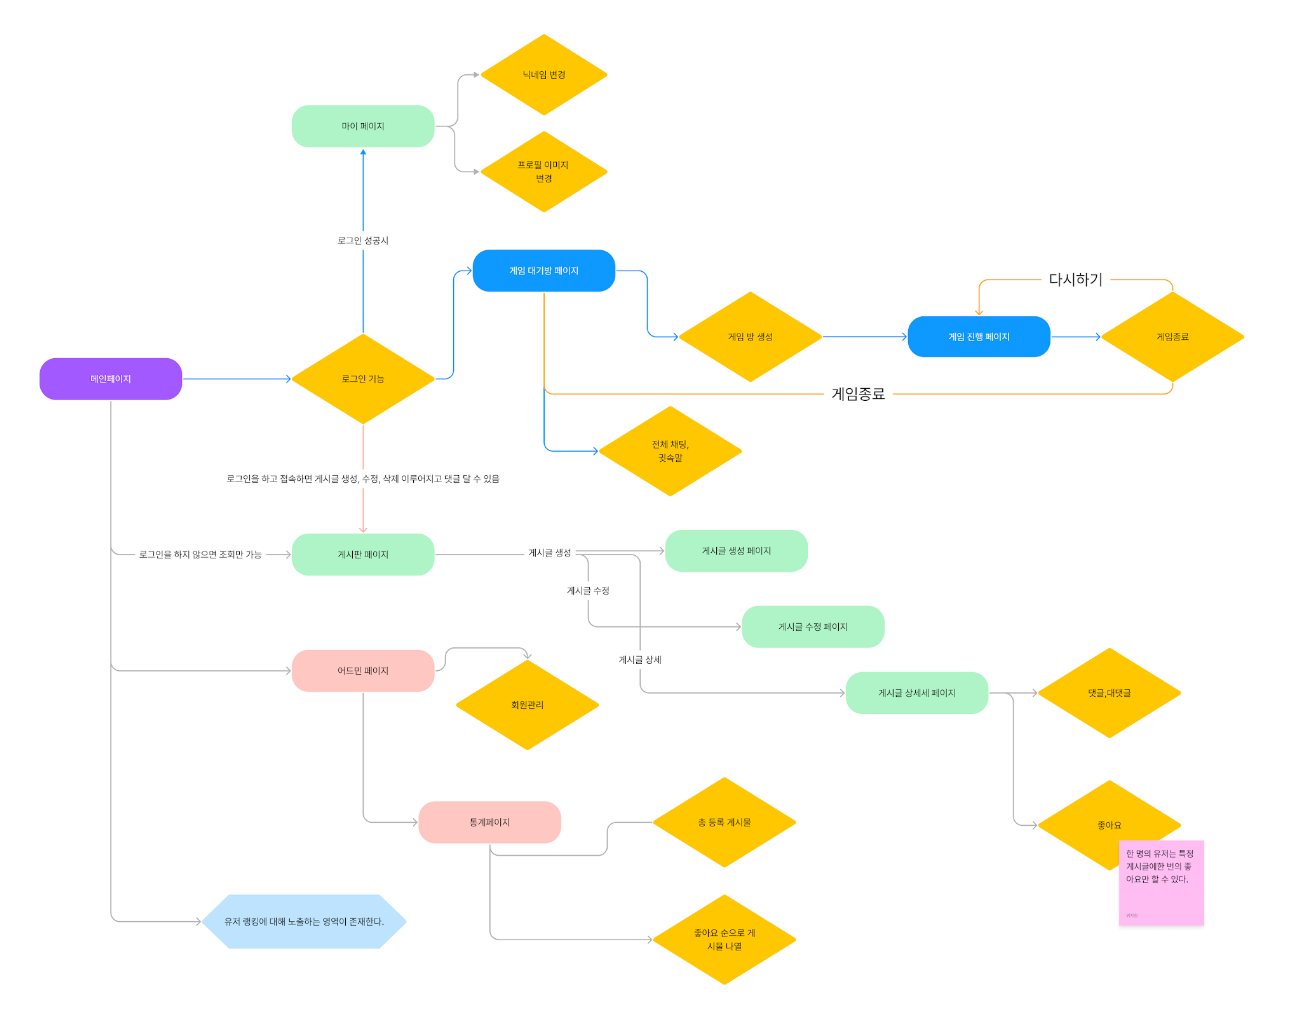 닉네임 변경
마이 페이지
프로필 이미지
변경
로그인 성공시
게임 대기방 페이지
다시하기
게임 방 생성
게임 진행 페이지
게임종료
메인페이지
로그인 기능
게임종료
전체 채팅,
귓속말
로그인을 하고 접속하면 게시글 생성, 수정, 삭제 이루어지고 댓글 달 수 있음
로그인을 하지 않으면 조회만 가능
게시판 페이지
게시글 생성
게시글 생성 페이지
게시글 수정
게시글 수정 페이지
게시글 상세
어드민 페이지
회원관리
게시글 상세세 페이지
댓글,대댓글
통계페이지
총 등록 게시물
좋아요
한 명의 유저는 특정
게시글에한 번의 좋
아요만 할 수 있다.
유저 랭킹에 대해 노출하는 영역이 존재한다.
좋아요 순으로 게
시물 나열